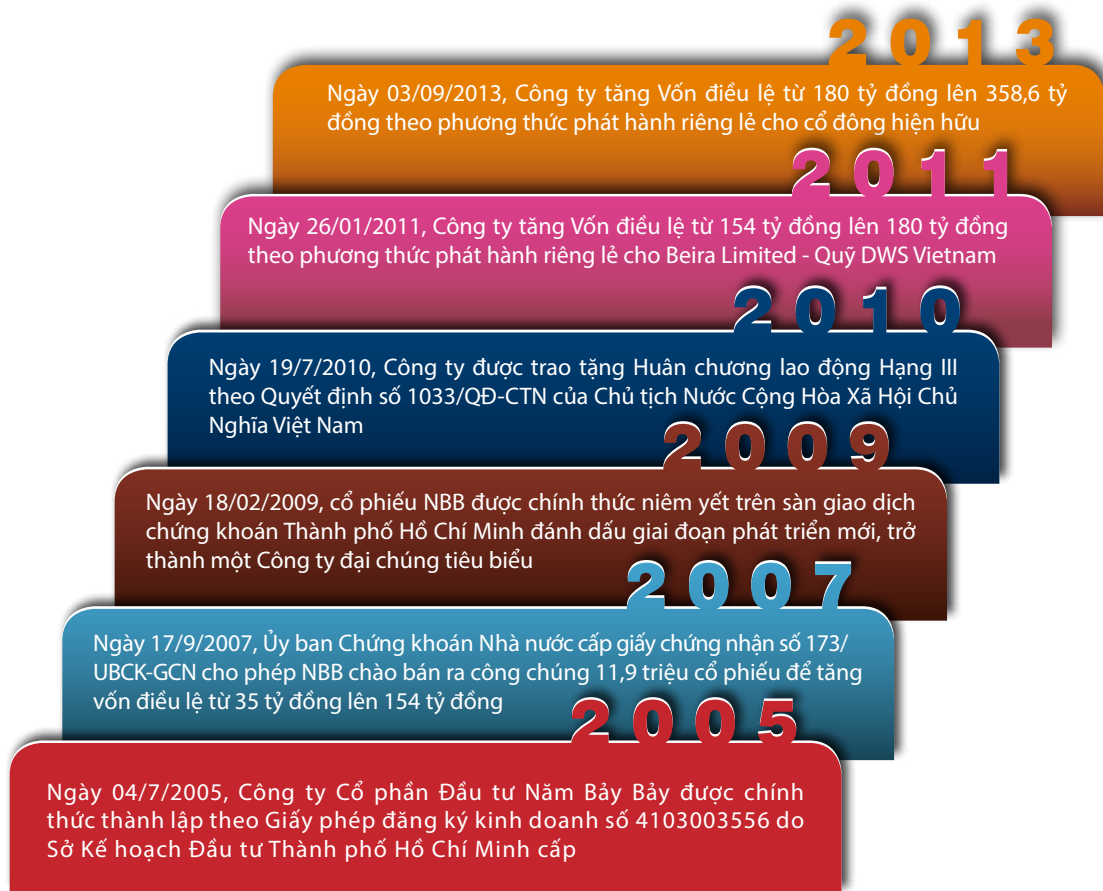 2013
Ngày 03/09/2013, Công ty tăng Vốn điều lệ từ 180 tỷ đồng lên 358,6 tỷ
đồng theo phương thức phát hành riêng lẻ cho cổ đông hiện hữu
2011
Ngày 26/01/2011, Công ty tăng Vốn điều lệ từ 154 tỷ đồng lên 180 tỷ đồng
theo phương thức phát hành riêng lẻ cho Beira Limited - Quỹ DWS Vietnam
2010
Ngày 19/7/2010, Công ty được trao tặng Huân chương lao động Hạng III
theo Quyết định số 1033/QĐ-CTN của Chủ tịch Nước Cộng Hòa Xã Hội Chủ
Nghĩa Việt Nam
2009
Ngày 18/02/2009, cổ phiếu NBB được chính thức niêm yết trên sàn giao dịch
chứng khoán Thành phố Hồ Chí Minh đánh dấu giai đoạn phát triển mới, trở
thành một Công ty đại chúng tiêu biểu
2007
Ngày 17/9/2007, Ủy ban Chứng khoán Nhà nước cấp giấy chứng nhận số 173/
UBCK-GCN cho phép NBB chào bán ra công chúng 11,9 triệu cổ phiếu để tăng
vốn điều lệ từ 35 tỷ đồng lên 154 tỷ đồng
2005
Ngày 04/7/2005, Công ty Cổ phần Đầu tư Năm Bảy Bảy được chính
thức thành lập theo Giấy phép đăng ký kinh doanh số 4103003556 do
Sở Kế hoạch Đầu tư Thành phố Hồ Chí Minh cấp